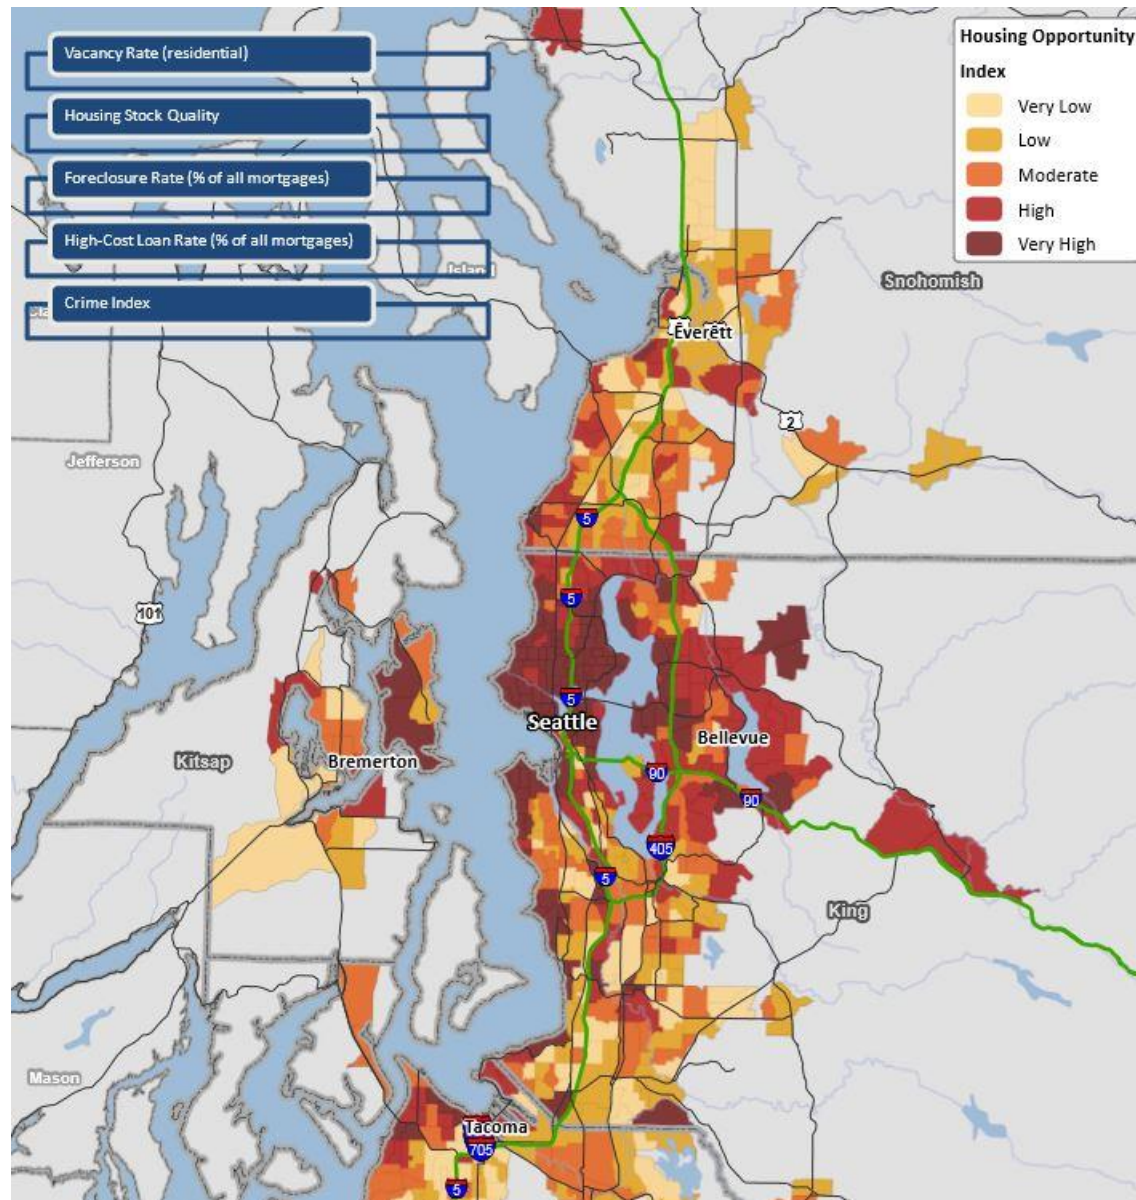 Vacancy Rate (residential)
Housing Stock Quality
Foreclosure Rate (% of all mortgages)
High-Cost Loan Rate (% of all mortgages)
Crime Index
Housing Opportunity
Index
Very Low
Low
Moderate
High
Very High
Island
Snohomish
Everett
2
Jefferson
5
101
5
5
Seattle
Bellevue
Kitsap
Bremerton
90
90
405
5
King
Mason
Tacoma
705
5